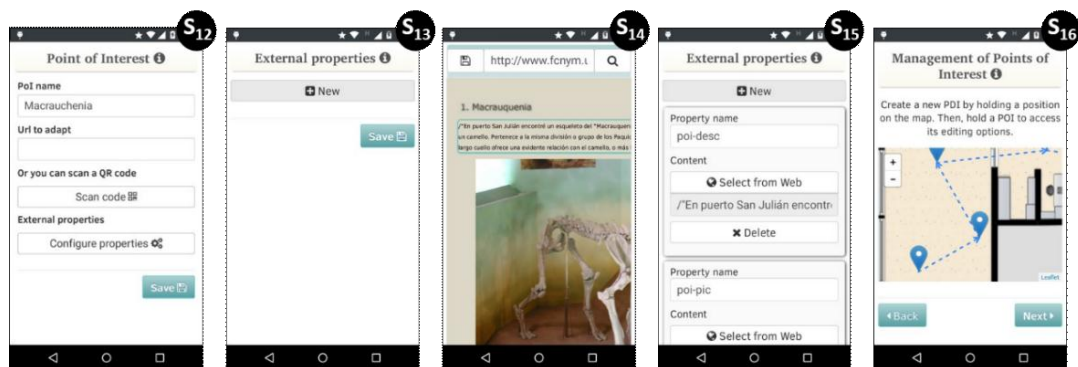 S12
Point of Interest
PoI name
Macrauchenia
Url to adapt
Or you can scan a QR code
Scan code
External properties
Configure properties
Save
S13
External properties
New
Save
S14
http://www.fcnym.u
1. Macrauquenia
/"En puerto San Julián encontré un esqueleto del "Macrauquen
un camello. Pertenece a la misma división o grupo de los Paquid
largo cuello ofrece una evidente relación con el camello, o más
S15
External properties
New
Property name
poi-desc
Content
Select from Web
/"En puerto San Julián encontr
Delete
Property name
poi-pic
Content
Select from Web
S16
Management of Points of
Interest
Create a new PDI by holding a position
on the map. Then, hold a POI to access
its editing options.
+
-
Leaflet
Back
Next